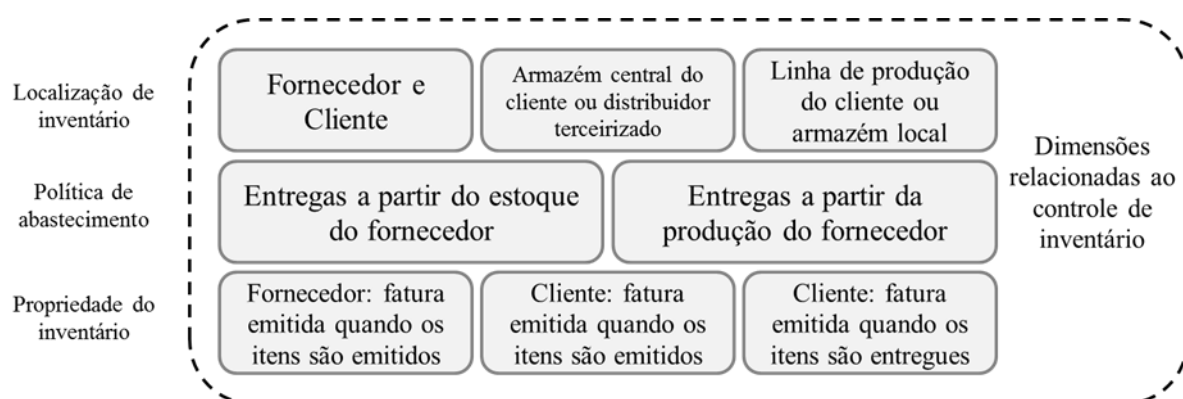 Localização de
inventário
Fornecedor e
Cliente
Armazém central do
cliente ou distribuidor
terceirizado
Linha de produção
do cliente ou
armazém local
Política de
abastecimento
Entregas a partir do estoque
do fornecedor
Entregas a partir da
produção do fornecedor
Propriedade do
inventário
Fornecedor: fatura
emitida quando os
itens são emitidos
Cliente: fatura
emitida quando os
itens são emitidos
Cliente: fatura
emitida quando os
itens são entregues
Dimensões
relacionadas ao
controle de
inventário